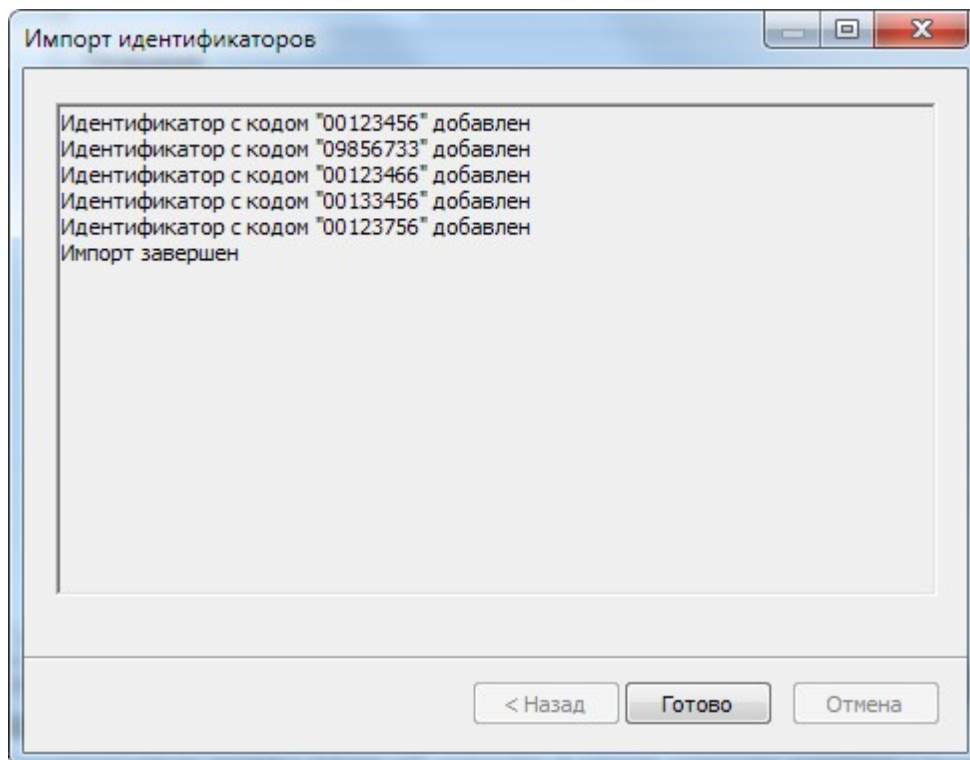 Импорт идентификаторов
Идентификатор с кодом "00123456" добавлен
Идентификатор с кодом "09856733" добавлен
Идентификатор с кодом "00123466" добавлен
Идентификатор с кодом "00133456" добавлен
Идентификатор с кодом "00123756" добавлен
Импорт завершен
< Назад Готово Отмена